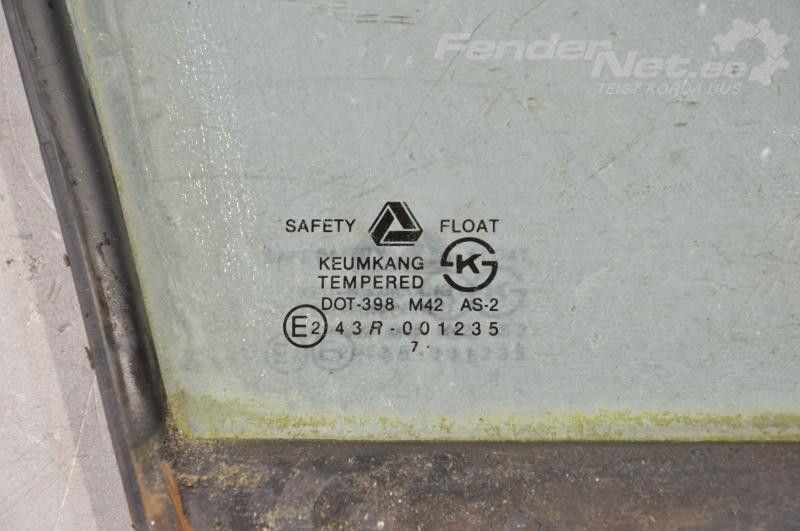 FenderNet.ee
TEIST KORDA UUS
SAFETY FLOAT
KEUMKANG
TEMPERED
DOT-398 M42 AS-2
E2 43R-001235
7.